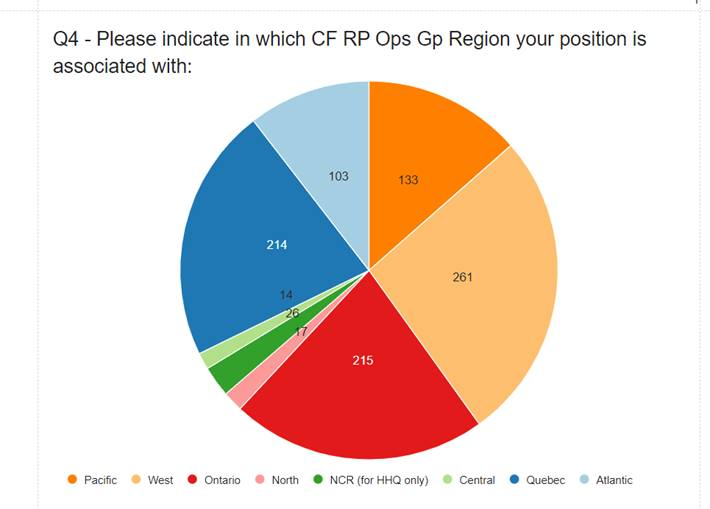 Q4 - Please indicate in which CF RP Ops Gp Region your position is
associated with:
103
133
214
261
14
26
17
215
Pacific West Ontario North NCR (for HHQ only) Central Quebec Atlantic